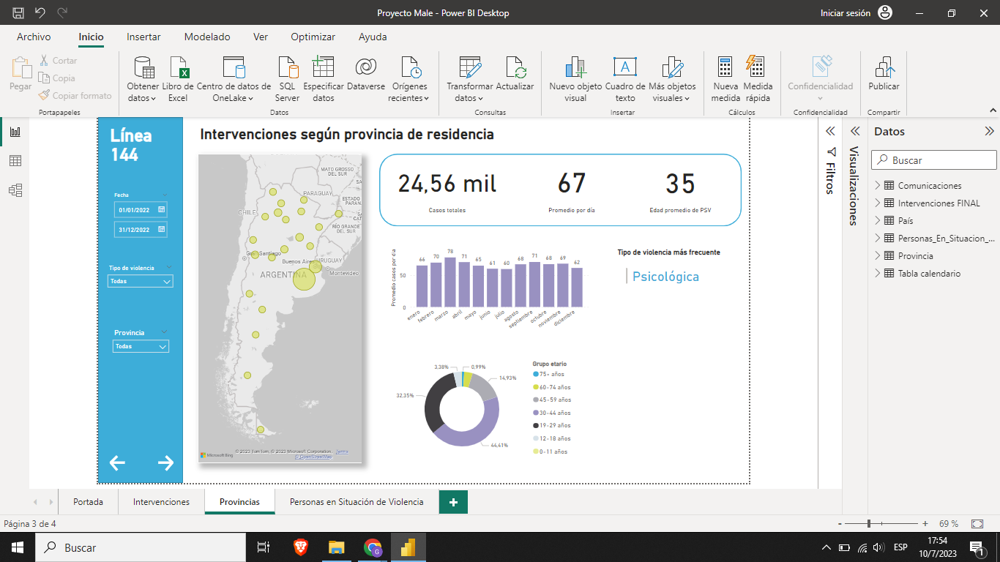 Proyecto Male - Power BI Desktop
Iniciar sesión
Archivo
Inicio
Insertar
Modelado
Ver
Optimizar
Ayuda
Pegar
Cortar
Copia
Copiar formato
Portapapeles
Obtener datos
Libro de Excel
Centro de datos de OneLake
SQL Server
Especificar datos
Dataverse
Orígenes recientes
Datos
Transformar datos
Actualizar
Consultas
Nuevo objeto visual
Cuadro de texto
Más objetos visuales
Insertar
Nueva medida
Medida rápida
Cálculos
Confidencialidad
Confidencialidad
Publicar
Compartir
Línea
144
Fecha
01/01/2022
31/12/2022
Tipo de violencia
Todas
Provincia
Todas
Intervenciones según provincia de residencia
MATO GROSSO
DO SUL
PARAGUAY
CHILE
RÍO GRANDE
DEL SUR
Buenos Aires
URUGUAY
ARGENTINA
Montevideo
Microsoft Bing
© 2023 TomTom, © 2023 Microsoft Corporation, Terms
© OpenStreetMap
24,56 mil
Casos totales
67
Promedio por día
35
Edad promedio de PSV
Promedio casos por día
50
0
66 70 78 71 65 61 60 68 71 68 69 62
enero febrero marzo abril mayo junio julio agosto septiembre octubre noviembre diciembre
Tipo de violencia más frecuente
Psicológica
3,38%
0,99%
14,93%
32,35%
44,41%
Grupo etario
75+ años
60-74 años
45-59 años
30-44 años
19-29 años
12-18 años
0-11 años
Filtros
Visualizaciones
Datos
Buscar
Comunicaciones
Intervenciones FINAL
País
Personas_En_Situacion_...
Provincia
Tabla calendario
Portada
Intervenciones
Provincias
Personas en Situación de Violencia
+
Página 3 de 4
- + 69 %
Buscar
G
ESP
17:54
10/7/2023
1